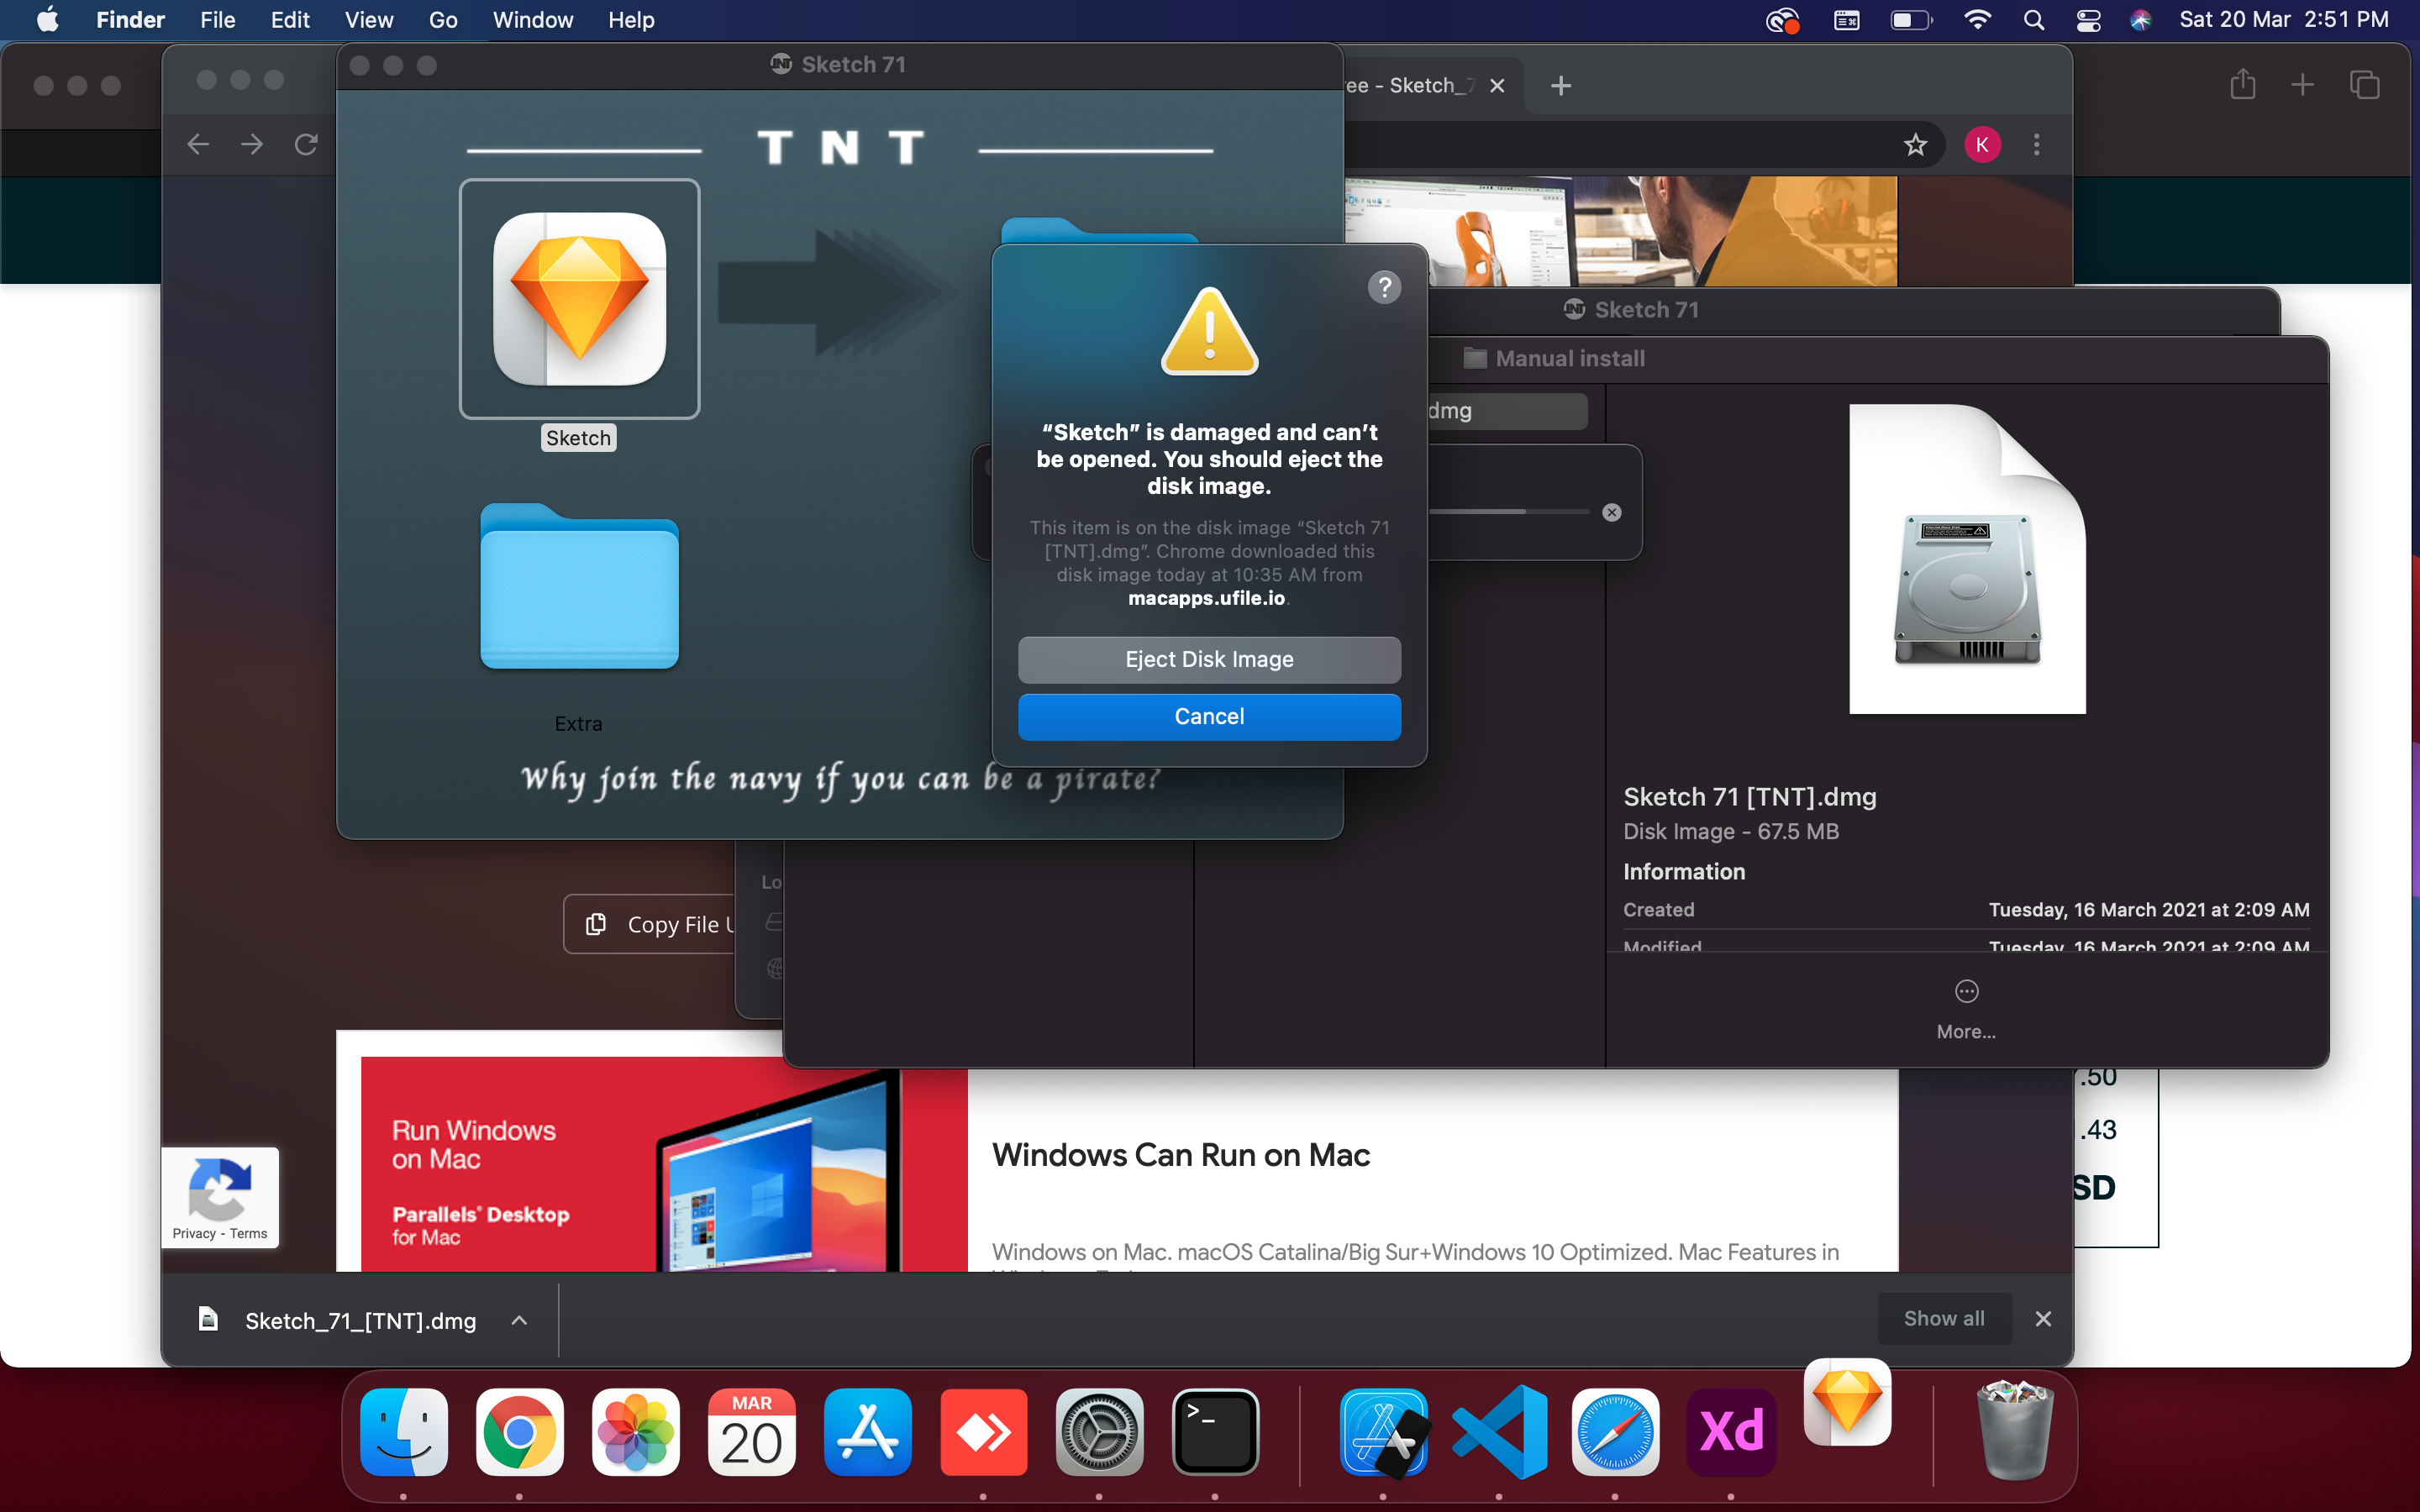 Finder File Edit View Go Window Help
Sat 20 Mar 2:51 PM
Sketch 71
ree - Sketch_7
K
TNT
Sketch
Extra
Why join the navy if you can be a pirate?
“Sketch” is damaged and can’t
be opened. You should eject the
disk image.
This item is on the disk image “Sketch 71
[TNT].dmg”. Chrome downloaded this
disk image today at 10:35 AM from
macapps.ufile.io.
Eject Disk Image
Cancel
?
Sketch 71
Manual install
dmg
Sketch 71 [TNT].dmg
Disk Image - 67.5 MB
Information
Created Tuesday, 16 March 2021 at 2:09 AM
Modified Tuesday, 16 March 2021 at 2:09 AM
More...
Lo
Copy File U
Run Windows
on Mac
Parallels® Desktop
for Mac
Windows Can Run on Mac
Windows on Mac. macOS Catalina/Big Sur+Windows 10 Optimized. Mac Features in
.50
.43
SD
Privacy - Terms
Sketch_71_[TNT].dmg
Show all
MAR
20
>_
Xd